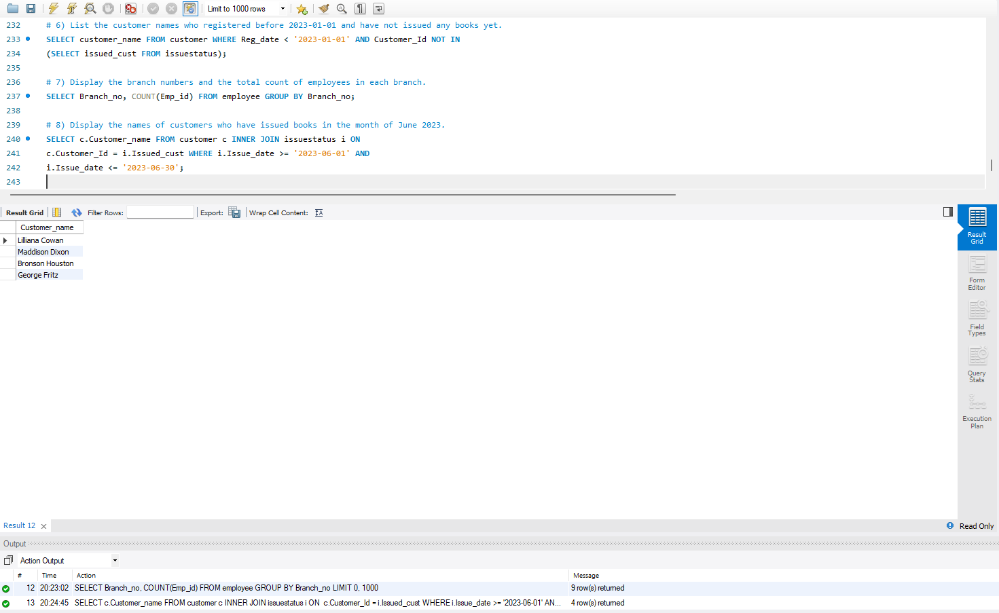 Limit to 1000 rows
232 # 6) List the customer names who registered before 2023-01-01 and have not issued any books yet.
233 SELECT customer_name FROM customer WHERE Reg_date < '2023-01-01' AND Customer_Id NOT IN
234 (SELECT issued_cust FROM issuestatus);
235
236 # 7) Display the branch numbers and the total count of employees in each branch.
237 SELECT Branch_no, COUNT(Emp_id) FROM employee GROUP BY Branch_no;
238
239 # 8) Display the names of customers who have issued books in the month of June 2023.
240 SELECT c.Customer_name FROM customer c INNER JOIN issuestatus i ON
241 c.Customer_Id = i.Issued_cust WHERE i.Issue_date >= '2023-06-01' AND
242 i.Issue_date <= '2023-06-30';
243
Result Grid Filter Rows: Export: Wrap Cell Content:
Customer_name
Lilliana Cowan
Maddison Dixon
Bronson Houston
George Fritz
Result
Grid
Form
Editor
Field
Types
Query
Stats
Execution
Plan
Result 12 Read Only
Output
Action Output
# Time Action Message
12 20:23:02 SELECT Branch_no, COUNT(Emp_id) FROM employee GROUP BY Branch_no LIMIT 0, 1000 9 row(s) returned
13 20:24:45 SELECT c.Customer_name FROM customer c INNER JOIN issuestatus i ON c.Customer_Id = i.Issued_cust WHERE i.Issue_date >= '2023-06-01' AN... 4 row(s) returned